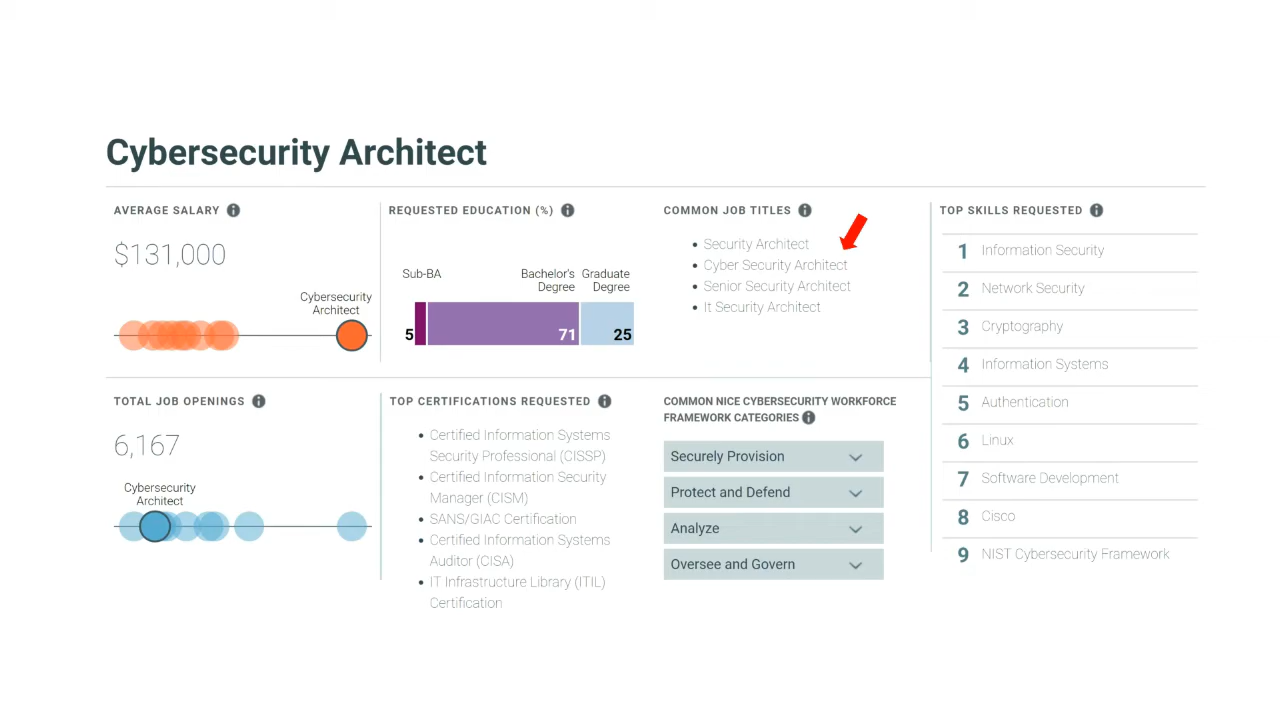 Cybersecurity Architect
AVERAGE SALARY
$131,000
Cybersecurity
Architect
REQUESTED EDUCATION (%)
Sub-BA
Bachelor's
Degree
Graduate
Degree
5
71
25
COMMON JOB TITLES
Security Architect
Cyber Security Architect
Senior Security Architect
It Security Architect
TOTAL JOB OPENINGS
6,167
Cybersecurity
Architect
TOP CERTIFICATIONS REQUESTED
Certified Information Systems
Security Professional (CISSP)
Certified Information Security
Manager (CISM)
SANS/GIAC Certification
Certified Information Systems
Auditor (CISA)
IT Infrastructure Library (ITIL)
Certification
COMMON NICE CYBERSECURITY WORKFORCE
FRAMEWORK CATEGORIES
Securely Provision
Protect and Defend
Analyze
Oversee and Govern
TOP SKILLS REQUESTED
1 Information Security
2 Network Security
3 Cryptography
4 Information Systems
5 Authentication
6 Linux
7 Software Development
8 Cisco
9 NIST Cybersecurity Framework